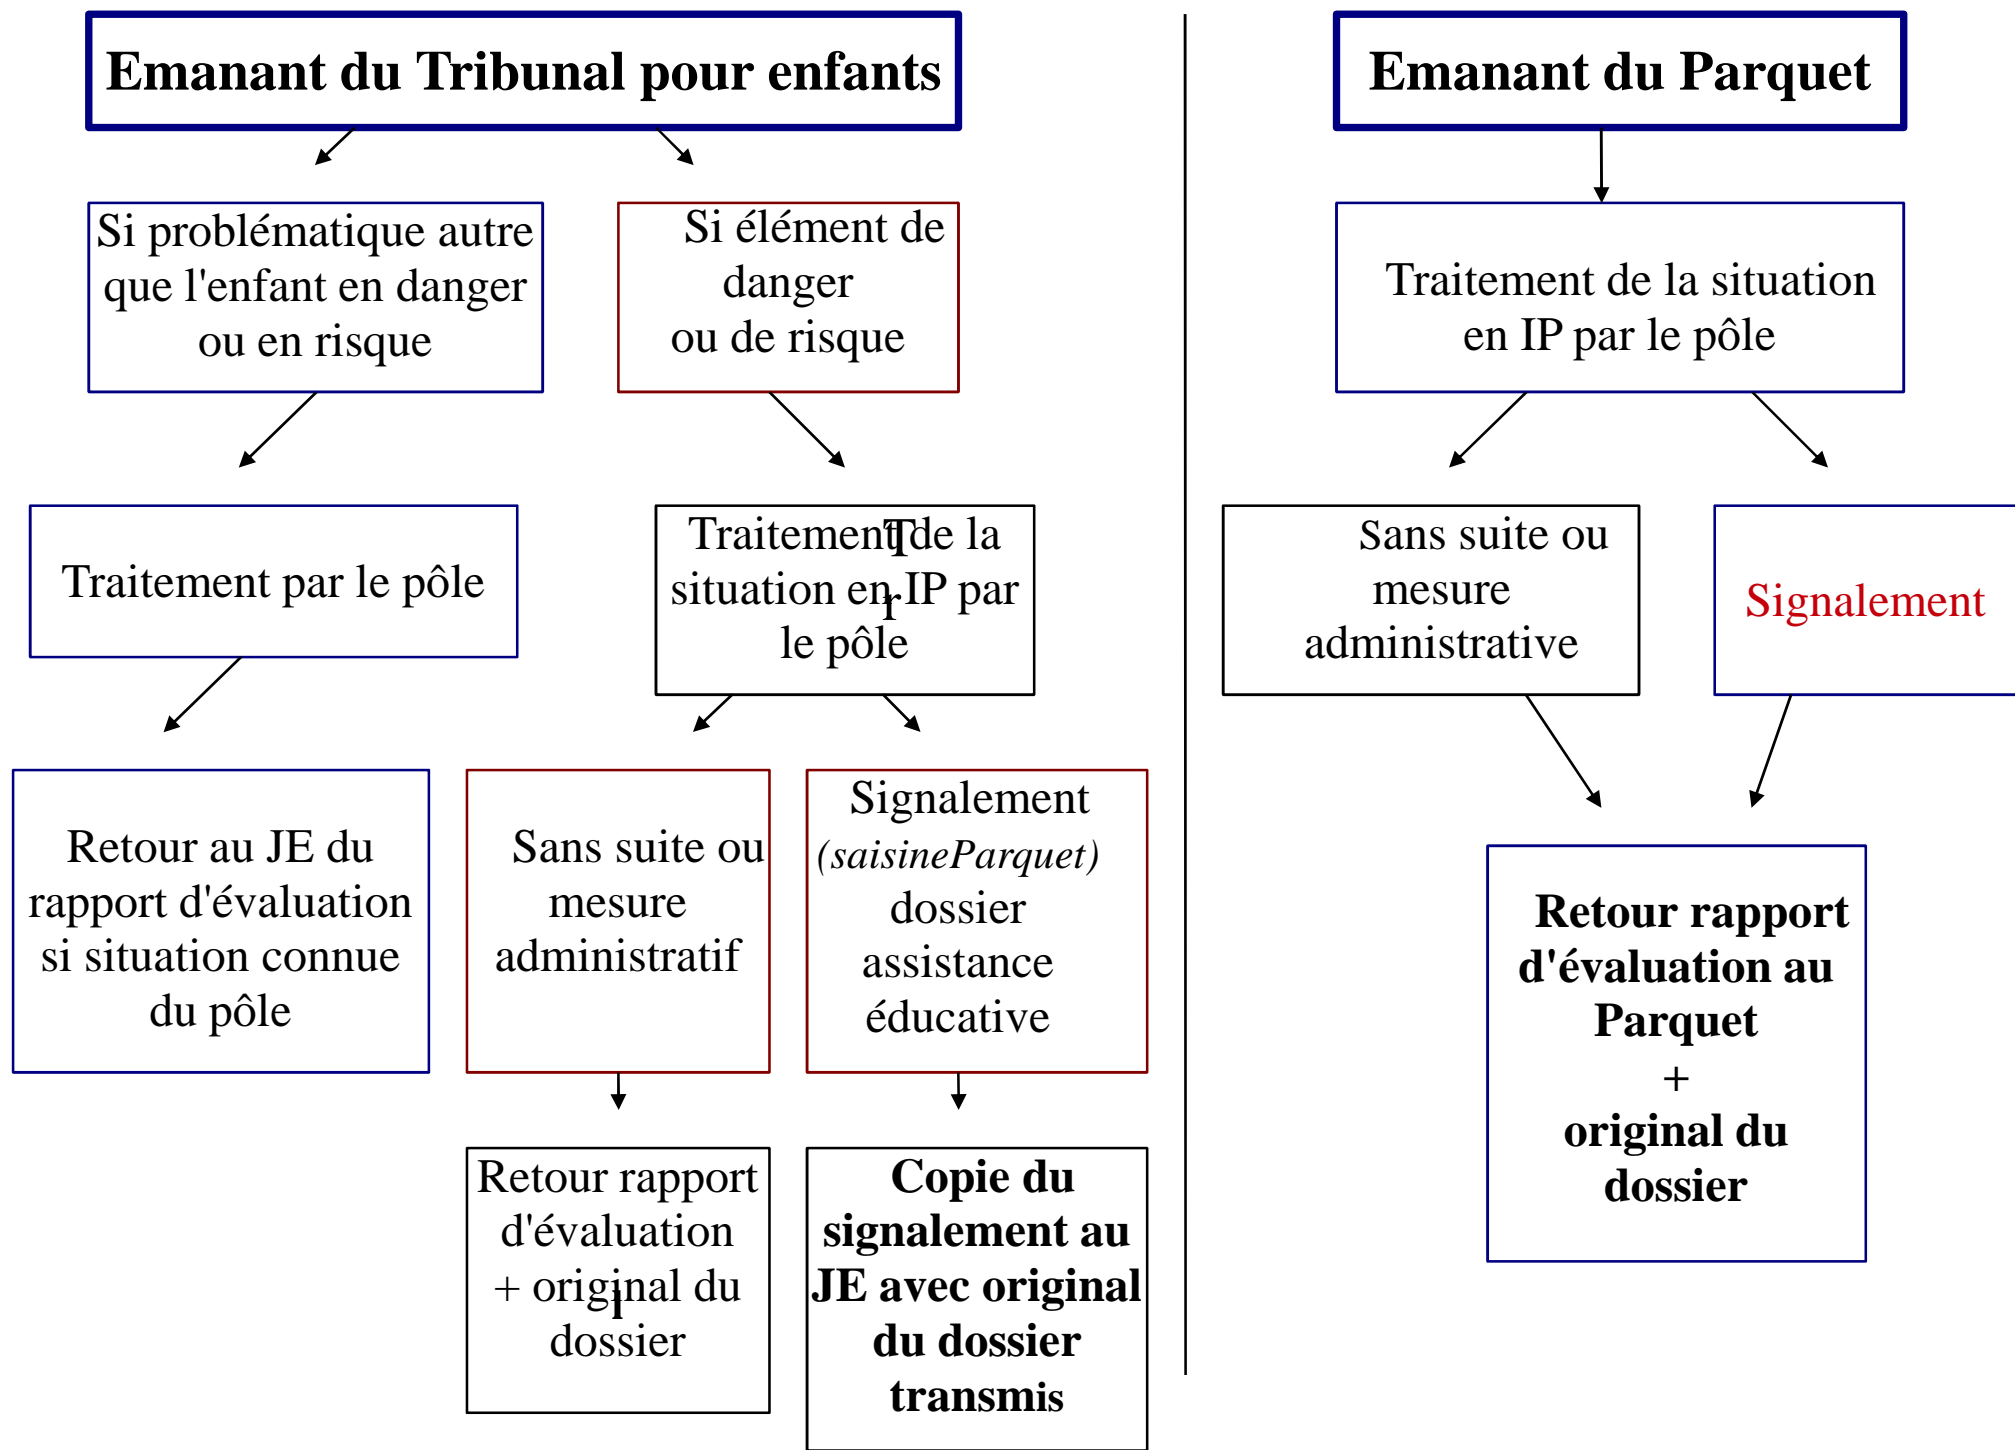 Emanant du Tribunal pour enfants
Si problématique autre
que l'enfant en danger
ou en risque
Si élément de
danger
ou de risque
Traitement par le pôle
Traitement de la
situation en IP par
le pôle
T
r
Retour au JE du
rapport d'évaluation
si situation connue
du pôle
Sans suite ou
mesure
administratif
Signalement
(saisineParquet)
dossier
assistance
éducative
Retour rapport
d'évaluation
+ original du
dossier
l
Copie du
signalement au
JE avec original
du dossier
transmis
Emanant du Parquet
Traitement de la situation
en IP par le pôle
Sans suite ou
mesure
administrative
Signalement
Retour rapport
d'évaluation au
Parquet
+
original du
dossier